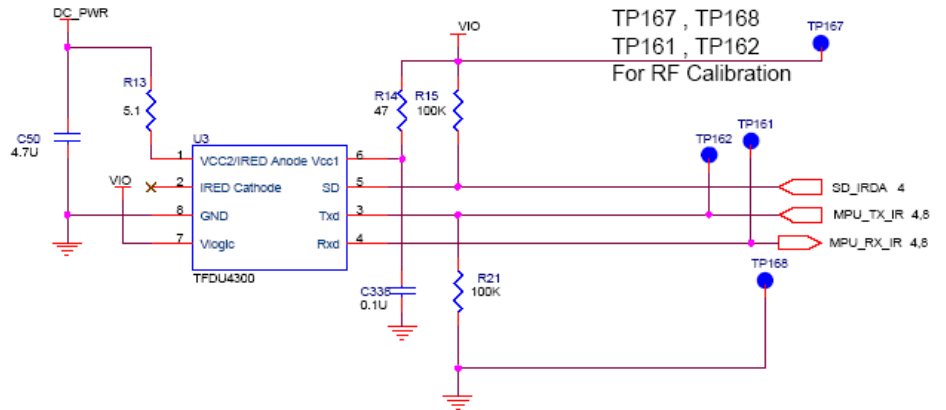 DC_PWR
VIO
TP167 , TP168
TP161 , TP162
For RF Calibration
TP167
R13
5.1
R14
47
R15
100K
C50
4.7U
U3
TP162
TP161
VIO
1 VCC2/IRED Anode Vcc1 6
2 IRED Cathode SD 5
8 GND Txd 3
7 Vlogic Rxd 4
SD_IRDA 4
MPU_TX_IR 4,8
MPU_RX_IR 4,8
TFDU4300
TP168
C338
0.1U
R21
100K